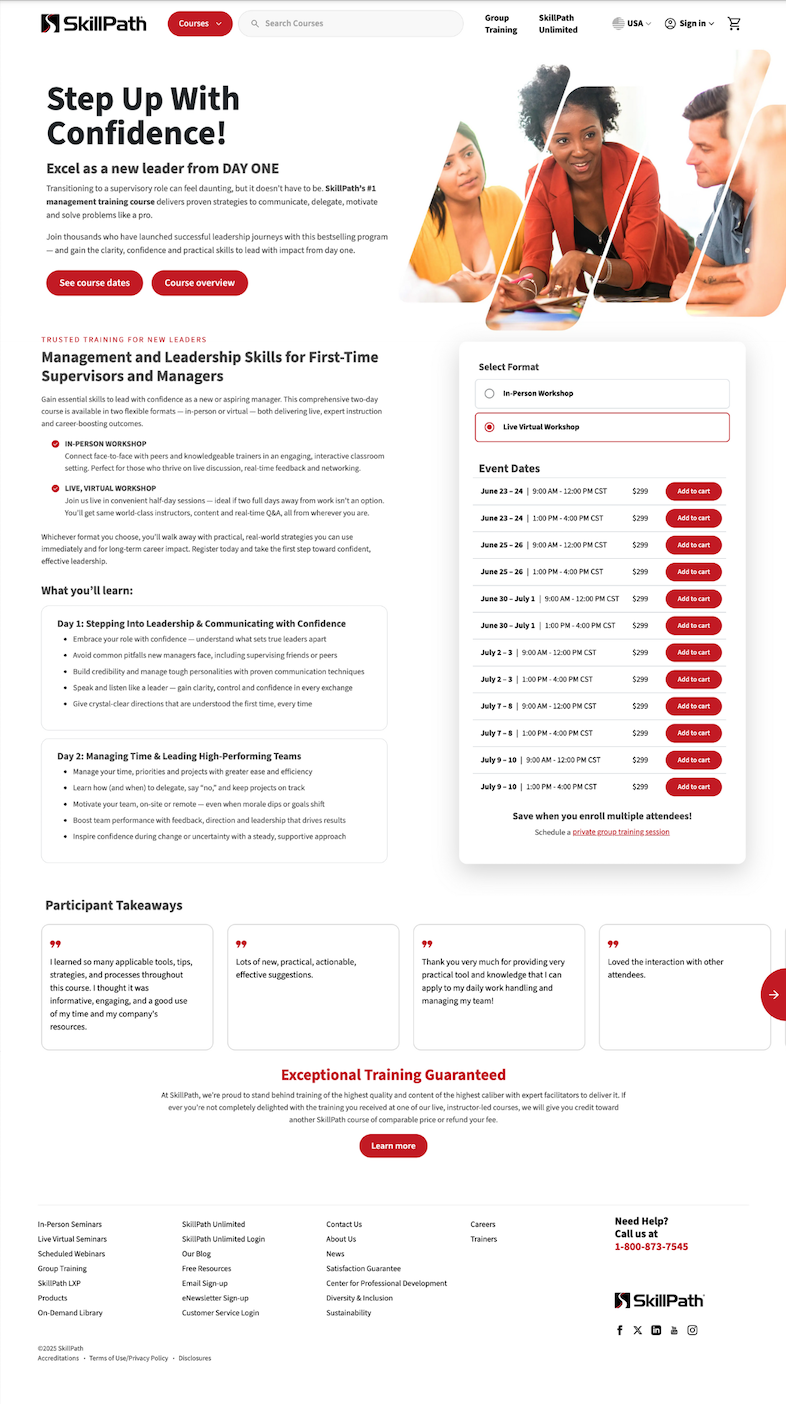 SkillPath
Courses
Search Courses
Group
Training
SkillPath
Unlimited
USA
Sign in
Step Up With
Confidence!
Excel as a new leader from DAY ONE
Transitioning to a supervisory role can feel daunting, but it doesn't have to be. SkillPath's #1
management training course delivers proven strategies to communicate, delegate, motivate
and solve problems like a pro.
Join thousands who have launched successful leadership journeys with this bestselling program
— and gain the clarity, confidence and practical skills to lead with impact from day one.
See course dates
Course overview
TRUSTED TRAINING FOR NEW LEADERS
Management and Leadership Skills for First-Time
Supervisors and Managers
Gain essential skills to lead with confidence as a new or aspiring manager. This comprehensive two-day
course is available in two flexible formats — in-person or virtual — both delivering live, expert instruction
and career-boosting outcomes.
IN-PERSON WORKSHOP
Connect face-to-face with peers and knowledgeable trainers in an engaging, interactive classroom
setting. Perfect for those who thrive on live discussion, real-time feedback and networking.
LIVE, VIRTUAL WORKSHOP
Join us live in convenient half-day sessions — ideal if two full days away from work isn't an option.
You'll get same world-class instructors, content and real-time Q&A, all from wherever you are.
Whichever format you choose, you'll walk away with practical, real-world strategies you can use
immediately and for long-term career impact. Register today and take the first step toward confident,
effective leadership.
What you'll learn:
Day 1: Stepping Into Leadership & Communicating with Confidence
• Embrace your role with confidence — understand what sets true leaders apart
• Avoid common pitfalls new managers face, including supervising friends or peers
• Build credibility and manage tough personalities with proven communication techniques
• Speak and listen like a leader — gain clarity, control and confidence in every exchange
• Give crystal-clear directions that are understood the first time, every time
Day 2: Managing Time & Leading High-Performing Teams
• Manage your time, priorities and projects with greater ease and efficiency
• Learn how (and when) to delegate, say "no," and keep projects on track
• Motivate your team, on-site or remote — even when morale dips or goals shift
• Boost team performance with feedback, direction and leadership that drives results
• Inspire confidence during change or uncertainty with a steady, supportive approach
Select Format
In-Person Workshop
Live Virtual Workshop
Event Dates
June 23 – 24 | 9:00 AM - 12:00 PM CST $299 Add to cart
June 23 – 24 | 1:00 PM - 4:00 PM CST $299 Add to cart
June 25 – 26 | 9:00 AM - 12:00 PM CST $299 Add to cart
June 25 – 26 | 1:00 PM - 4:00 PM CST $299 Add to cart
June 30 – July 1 | 9:00 AM - 12:00 PM CST $299 Add to cart
June 30 – July 1 | 1:00 PM - 4:00 PM CST $299 Add to cart
July 2 – 3 | 9:00 AM - 12:00 PM CST $299 Add to cart
July 2 – 3 | 1:00 PM - 4:00 PM CST $299 Add to cart
July 7 – 8 | 9:00 AM - 12:00 PM CST $299 Add to cart
July 7 – 8 | 1:00 PM - 4:00 PM CST $299 Add to cart
July 9 – 10 | 9:00 AM - 12:00 PM CST $299 Add to cart
July 9 – 10 | 1:00 PM - 4:00 PM CST $299 Add to cart
Save when you enroll multiple attendees!
Schedule a private group training session
Participant Takeaways
I learned so many applicable tools, tips,
strategies, and processes throughout
this course. I thought it was
informative, engaging, and a good use
of my time and my company's
resources.
Lots of new, practical, actionable,
effective suggestions.
Thank you very much for providing very
practical tool and knowledge that I can
apply to my daily work handling and
managing my team!
Loved the interaction with other
attendees.
Exceptional Training Guaranteed
At SkillPath, we're proud to stand behind training of the highest quality and content of the highest caliber with expert facilitators to deliver it. If
ever you're not completely delighted with the training you received at one of our live, instructor-led courses, we will give you credit toward
another SkillPath course of comparable price or refund your fee.
Learn more
In-Person Seminars
Live Virtual Seminars
Scheduled Webinars
Group Training
SkillPath LXP
Products
On-Demand Library
SkillPath Unlimited
SkillPath Unlimited Login
Our Blog
Free Resources
Email Sign-up
eNewsletter Sign-up
Customer Service Login
Contact Us
About Us
News
Satisfaction Guarantee
Center for Professional Development
Diversity & Inclusion
Sustainability
Careers
Trainers
Need Help?
Call us at
1-800-873-7545
SkillPath
©2025 SkillPath
Accreditations • Terms of Use/Privacy Policy • Disclosures